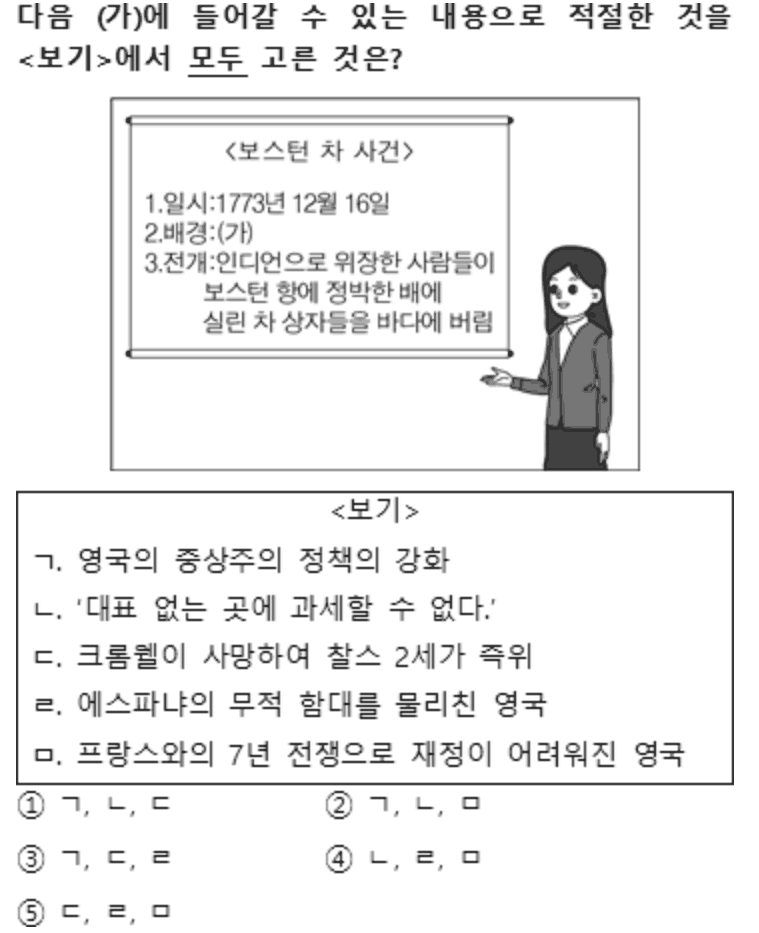 다음 (가)에 들어갈 수 있는 내용으로 적절한 것을
<보기>에서 모두 고른 것은?
<보스턴 차 사건>
1.일시:1773년 12월 16일
2.배경:(가)
3.전개:인디언으로 위장한 사람들이
보스턴 항에 정박한 배에
실린 차 상자들을 바다에 버림
<보기>
ㄱ. 영국의 중상주의 정책의 강화
ㄴ. '대표 없는 곳에 과세할 수 없다.'
ㄷ. 크롬웰이 사망하여 찰스 2세가 즉위
ㄹ. 에스파냐의 무적 함대를 물리친 영국
ㅁ. 프랑스와의 7년 전쟁으로 재정이 어려워진 영국
① ㄱ, ㄴ, ㄷ ② ㄱ, ㄴ, ㅁ
③ ㄱ, ㄷ, ㄹ ④ ㄴ, ㄹ, ㅁ
⑤ ㄷ, ㄹ, ㅁ